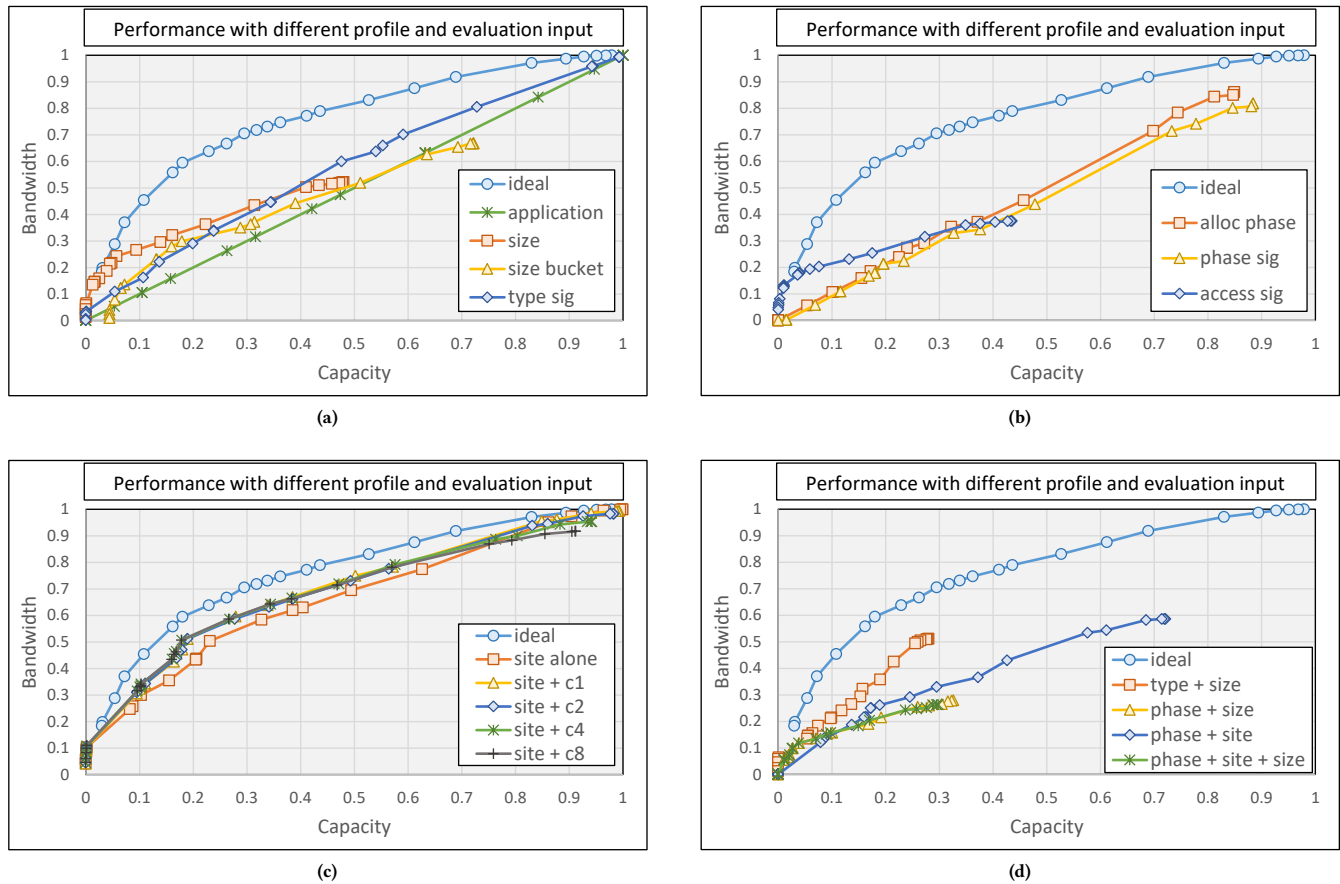 Performance with different profile and evaluation input
1
0.9
0.8
0.7
0.6
0.5
0.4
0.3
0.2
0.1
0
Bandwidth
0 0.1 0.2 0.3 0.4 0.5 0.6 0.7 0.8 0.9 1
Capacity
ideal
application
size
size bucket
type sig
(a)
Performance with different profile and evaluation input
1
0.9
0.8
0.7
0.6
0.5
0.4
0.3
0.2
0.1
0
Bandwidth
0 0.1 0.2 0.3 0.4 0.5 0.6 0.7 0.8 0.9 1
Capacity
ideal
alloc phase
phase sig
access sig
(b)
Performance with different profile and evaluation input
1
0.9
0.8
0.7
0.6
0.5
0.4
0.3
0.2
0.1
0
Bandwidth
0 0.1 0.2 0.3 0.4 0.5 0.6 0.7 0.8 0.9 1
Capacity
ideal
site alone
site + c1
site + c2
site + c4
site + c8
(c)
Performance with different profile and evaluation input
1
0.9
0.8
0.7
0.6
0.5
0.4
0.3
0.2
0.1
0
Bandwidth
0 0.1 0.2 0.3 0.4 0.5 0.6 0.7 0.8 0.9 1
Capacity
ideal
type + size
phase + size
phase + site
phase + site + size
(d)